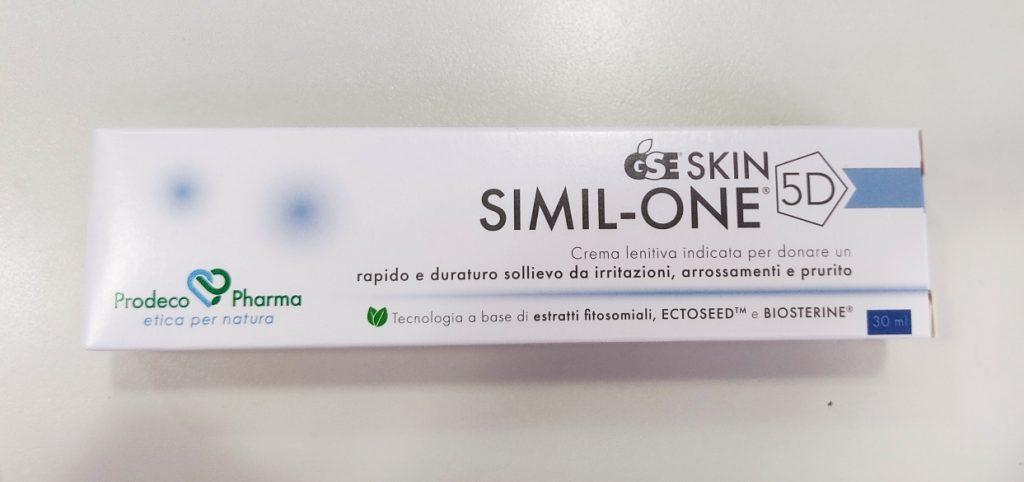 GSE SKIN
SIMIL-ONE® 5D
Crema lenitiva indicata per donare un
rapido e duraturo sollievo da irritazioni, arrossamenti e prurito
Prodeco Pharma
etica per natura
Tecnologia a base di estratti fitosomiali, ECTOSEED™ e BIOSTERINE®
30 ml